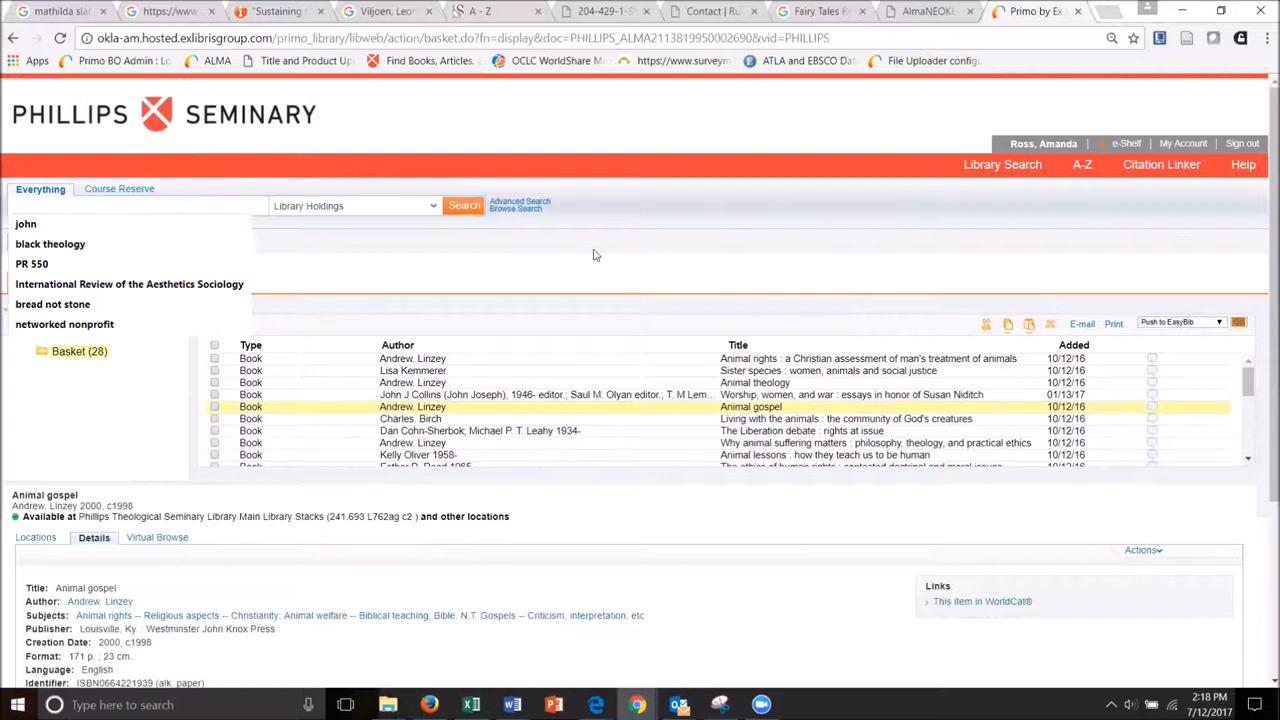 mathilda sla
https://www
"Sustaining
Viljoen, Leon
A - Z
204-429-1-S
Contact | Ru
Fairy Tales R
AlmaNEOKL
Primo by Ex
okla-am.hosted.exlibrisgroup.com/primo_library/libweb/action/basket.do?fn=display&doc=PHILLIPS_ALMA2113819950002690&vid=PHILLIPS
Apps Primo BO Admin : Lo ALMA Title and Product Up Find Books, Articles, OCLC WorldShare M https://www.surveym ATLA and EBSCO Dat File Uploader config
PHILLIPS SEMINARY
Ross, Amanda e-Shelf My Account Sign out
Library Search A-Z Citation Linker Help
Everything Course Reserve
Library Holdings Search Advanced Search
Browse Search
john
black theology
PR 550
International Review of the Aesthetics Sociology
bread not stone
networked nonprofit
E-mail Print Push to EasyBib
Basket (28)
Type Author Title Added
Book Andrew. Linzey Animal rights : a Christian assessment of man's treatment of animals 10/12/16
Book Lisa Kemmerer Sister species : women, animals and social justice 10/12/16
Book Andrew. Linzey Animal theology 10/12/16
Book John J Collins (John Joseph), 1946- editor.; Saul M. Olyan editor.; T. M Lem... Worship, women, and war : essays in honor of Susan Niditch 01/13/17
Book Andrew. Linzey Animal gospel 10/12/16
Book Charles. Birch Living with the animals : the community of God's creatures 10/12/16
Book Dan Cohn-Sherbok; Michael P. T. Leahy 1934- The Liberation debate : rights at issue 10/12/16
Book Andrew. Linzey Why animal suffering matters : philosophy, theology, and practical ethics 10/12/16
Book Kelly Oliver 1958- Animal lessons : how they teach us to be human 10/12/16
Animal gospel
Andrew. Linzey 2000, c1998
Available at Phillips Theological Seminary Library Main Library Stacks (241.693 L762ag c2 ) and other locations
Locations Details Virtual Browse
Actions
Title: Animal gospel
Author: Andrew. Linzey
Subjects: Animal rights -- Religious aspects -- Christianity; Animal welfare -- Biblical teaching; Bible. N.T. Gospels -- Criticism, interpretation, etc
Publisher: Louisville, Ky. : Westminster John Knox Press
Creation Date: 2000, c1998
Format: 171 p. ; 23 cm..
Language: English
Identifier: ISBN0664221939 (alk. paper)
Links
This item in WorldCat®
Type here to search
2:18 PM
7/12/2017